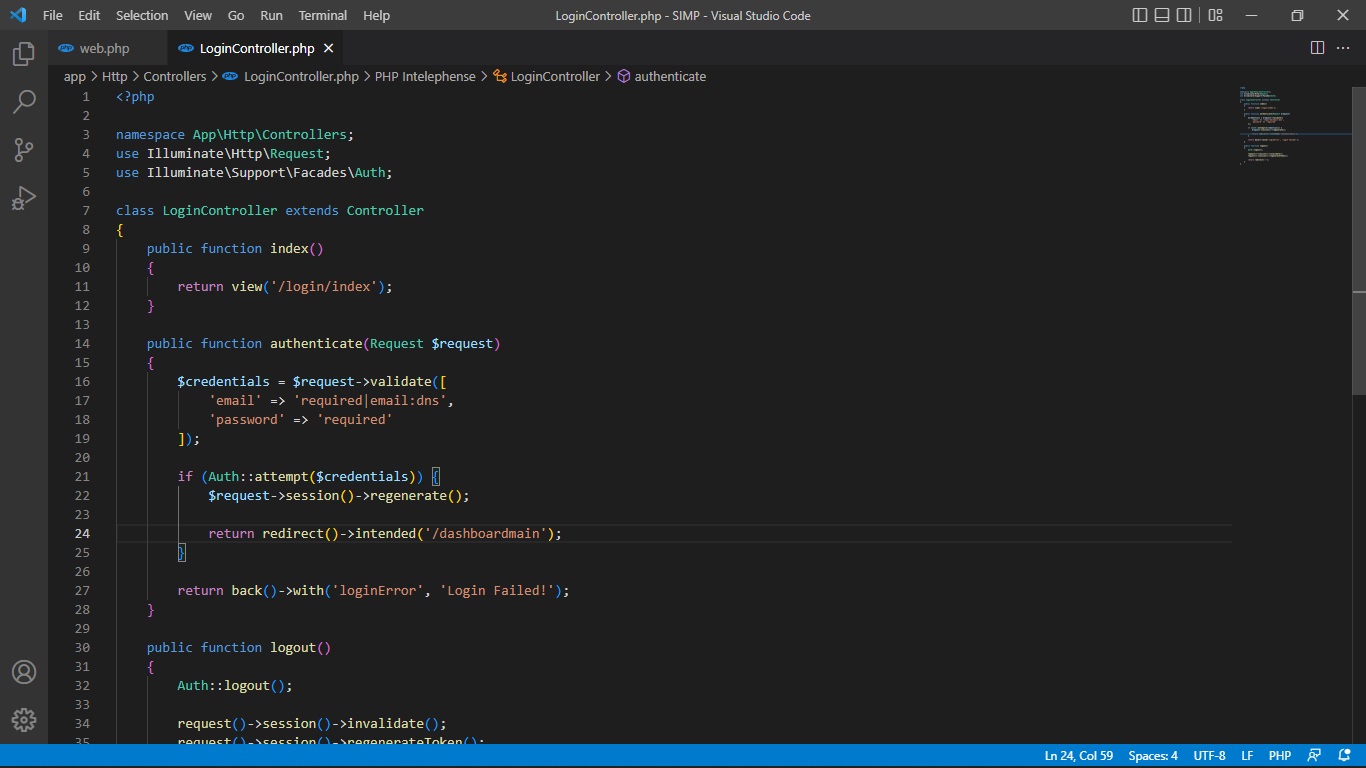 File Edit Selection View Go Run Terminal Help LoginController.php - SIMP - Visual Studio Code
web.php LoginController.php
app > Http > Controllers > LoginController.php > PHP Intelephense > LoginController > authenticate
1 <?php
2
3 namespace App\Http\Controllers;
4 use Illuminate\Http\Request;
5 use Illuminate\Support\Facades\Auth;
6
7 class LoginController extends Controller
8 {
9 public function index()
10 {
11 return view('/login/index');
12 }
13
14 public function authenticate(Request $request)
15 {
16 $credentials = $request->validate([
17 'email' => 'required|email:dns',
18 'password' => 'required'
19 ]);
20
21 if (Auth::attempt($credentials)) {
22 $request->session()->regenerate();
23
24 return redirect()->intended('/dashboardmain');
25 }
26
27 return back()->with('loginError', 'Login Failed!');
28 }
29
30 public function logout()
31 {
32 Auth::logout();
33
34 request()->session()->invalidate();
35 request()->session()->regenerateToken();
Ln 24, Col 59 Spaces: 4 UTF-8 LF PHP